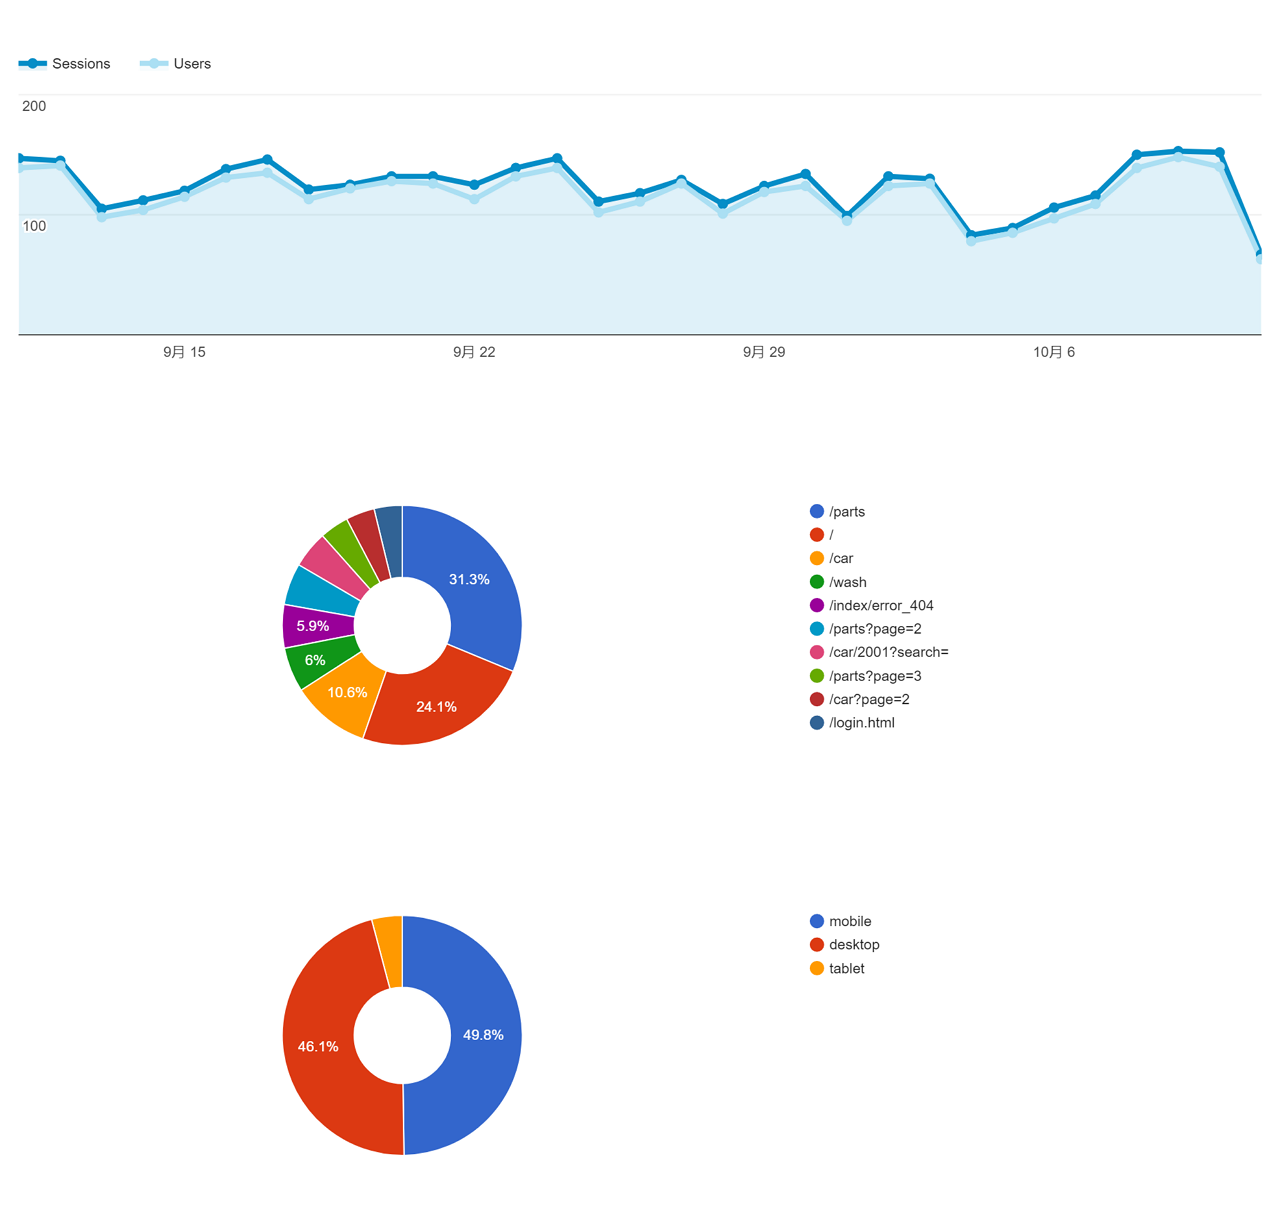 Sessions Users
200
100
9月 15 9月 22 9月 29 10月 6
31.3%
24.1%
10.6%
6%
5.9%
/parts
/
/car
/wash
/index/error_404
/parts?page=2
/car/2001?search=
/parts?page=3
/car?page=2
/login.html
49.8%
46.1%
mobile
desktop
tablet